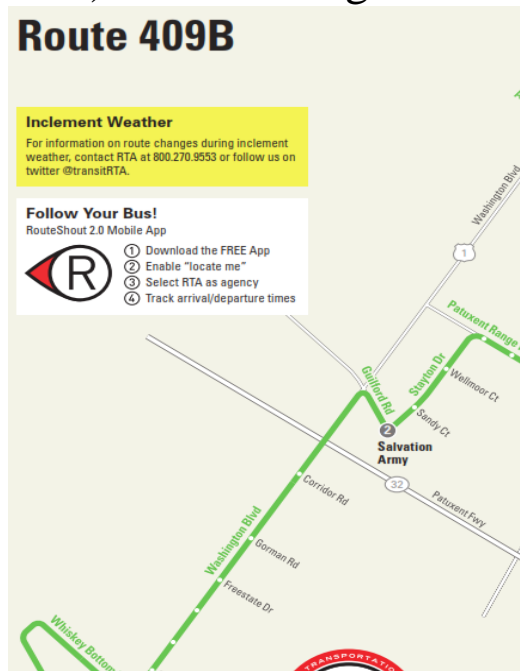 Route 409B
Inclement Weather
For information on route changes during inclement
weather, contact RTA at 800.270.9553 or follow us on
twitter @transitRTA.
Follow Your Bus!
RouteShout 2.0 Mobile App
R
1 Download the FREE App
2 Enable “locate me”
3 Select RTA as agency
4 Track arrival/departure times
Washington Blvd
1
Patuxent Range
Guilford Rd
Stayton Dr
Wellmoor Ct
Sandy Ct
2
Salvation
Army
32
Corridor Rd
Patuxent Fwy
Washington Blvd
Gorman Rd
Freestate Dr
Whiskey Bottom
TRANSPORTATIO